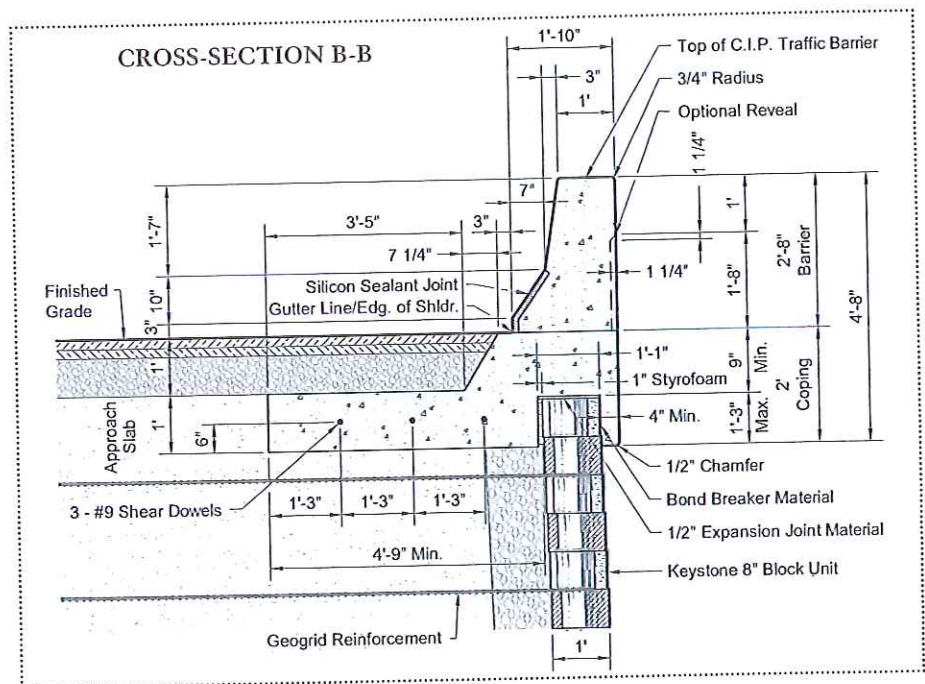 CROSS-SECTION B-B
1'-10"
Top of C.I.P. Traffic Barrier
3"
3/4" Radius
1'
Optional Reveal
1 1/4"
7"
1'-7"
3'-5"
3"
1'
7 1/4"
2'-8"
Barrier
Silicon Sealant Joint
1 1/4"
1'-8"
4'-8"
Finished
Grade
10"
Gutter Line/Edg. of Shldr.
3"
1'-1"
1'
1" Styrofoam
9"
Min.
2'
Coping
4" Min.
1'-3"
Max.
Approach
Slab
1'
6"
1/2" Chamfer
3 - #9 Shear Dowels
1'-3"
1'-3"
1'-3"
Bond Breaker Material
1/2" Expansion Joint Material
4'-9" Min.
Keystone 8" Block Unit
Geogrid Reinforcement
1'